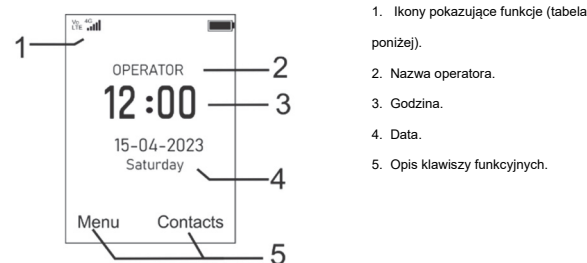 Vo
LTE 4G
1
OPERATOR
2
12:00
3
15-04-2023
Saturday
4
Menu Contacts
5
1. Ikony pokazujące funkcje (tabela
poniżej).
2. Nazwa operatora.
3. Godzina.
4. Data.
5. Opis klawiszy funkcyjnych.